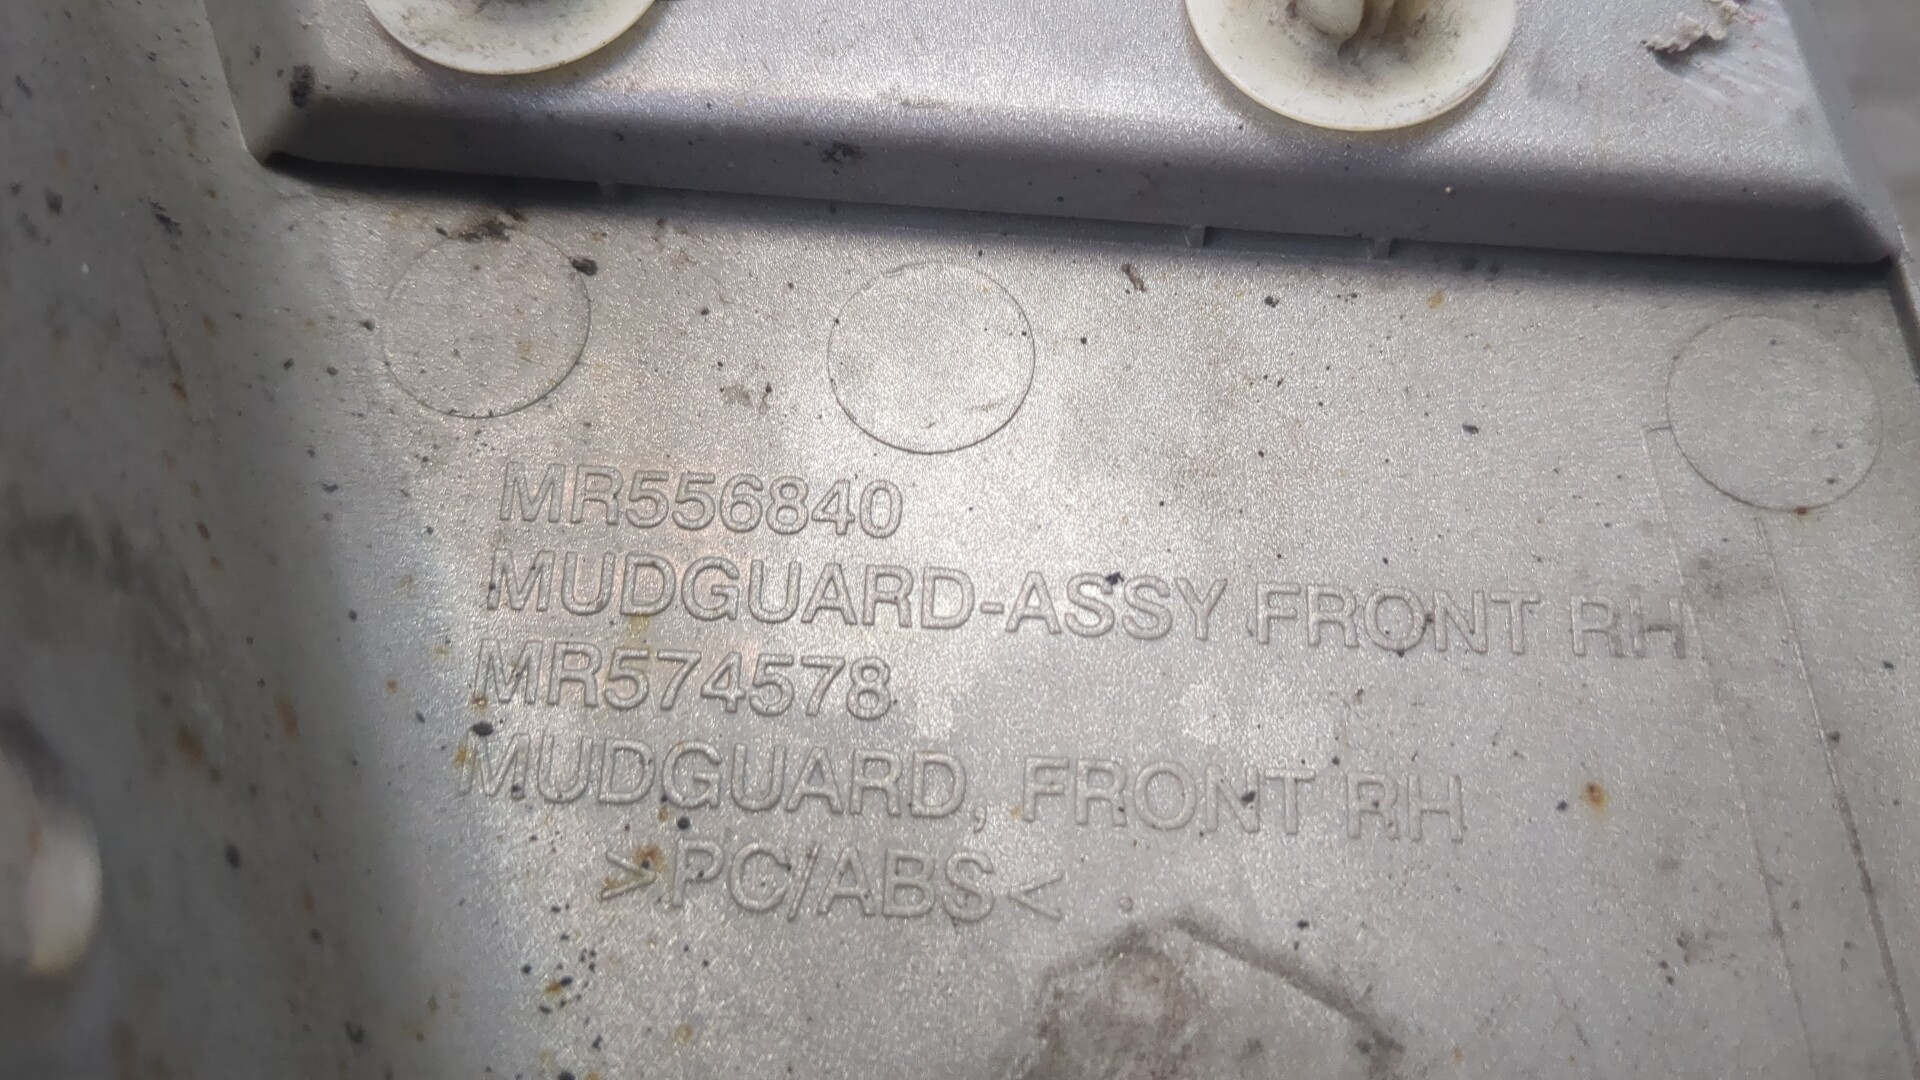 MR556840
MUDGUARD-ASSY FRONT RH
MR574578
MUDGUARD, FRONT RH
>PC/ABS<